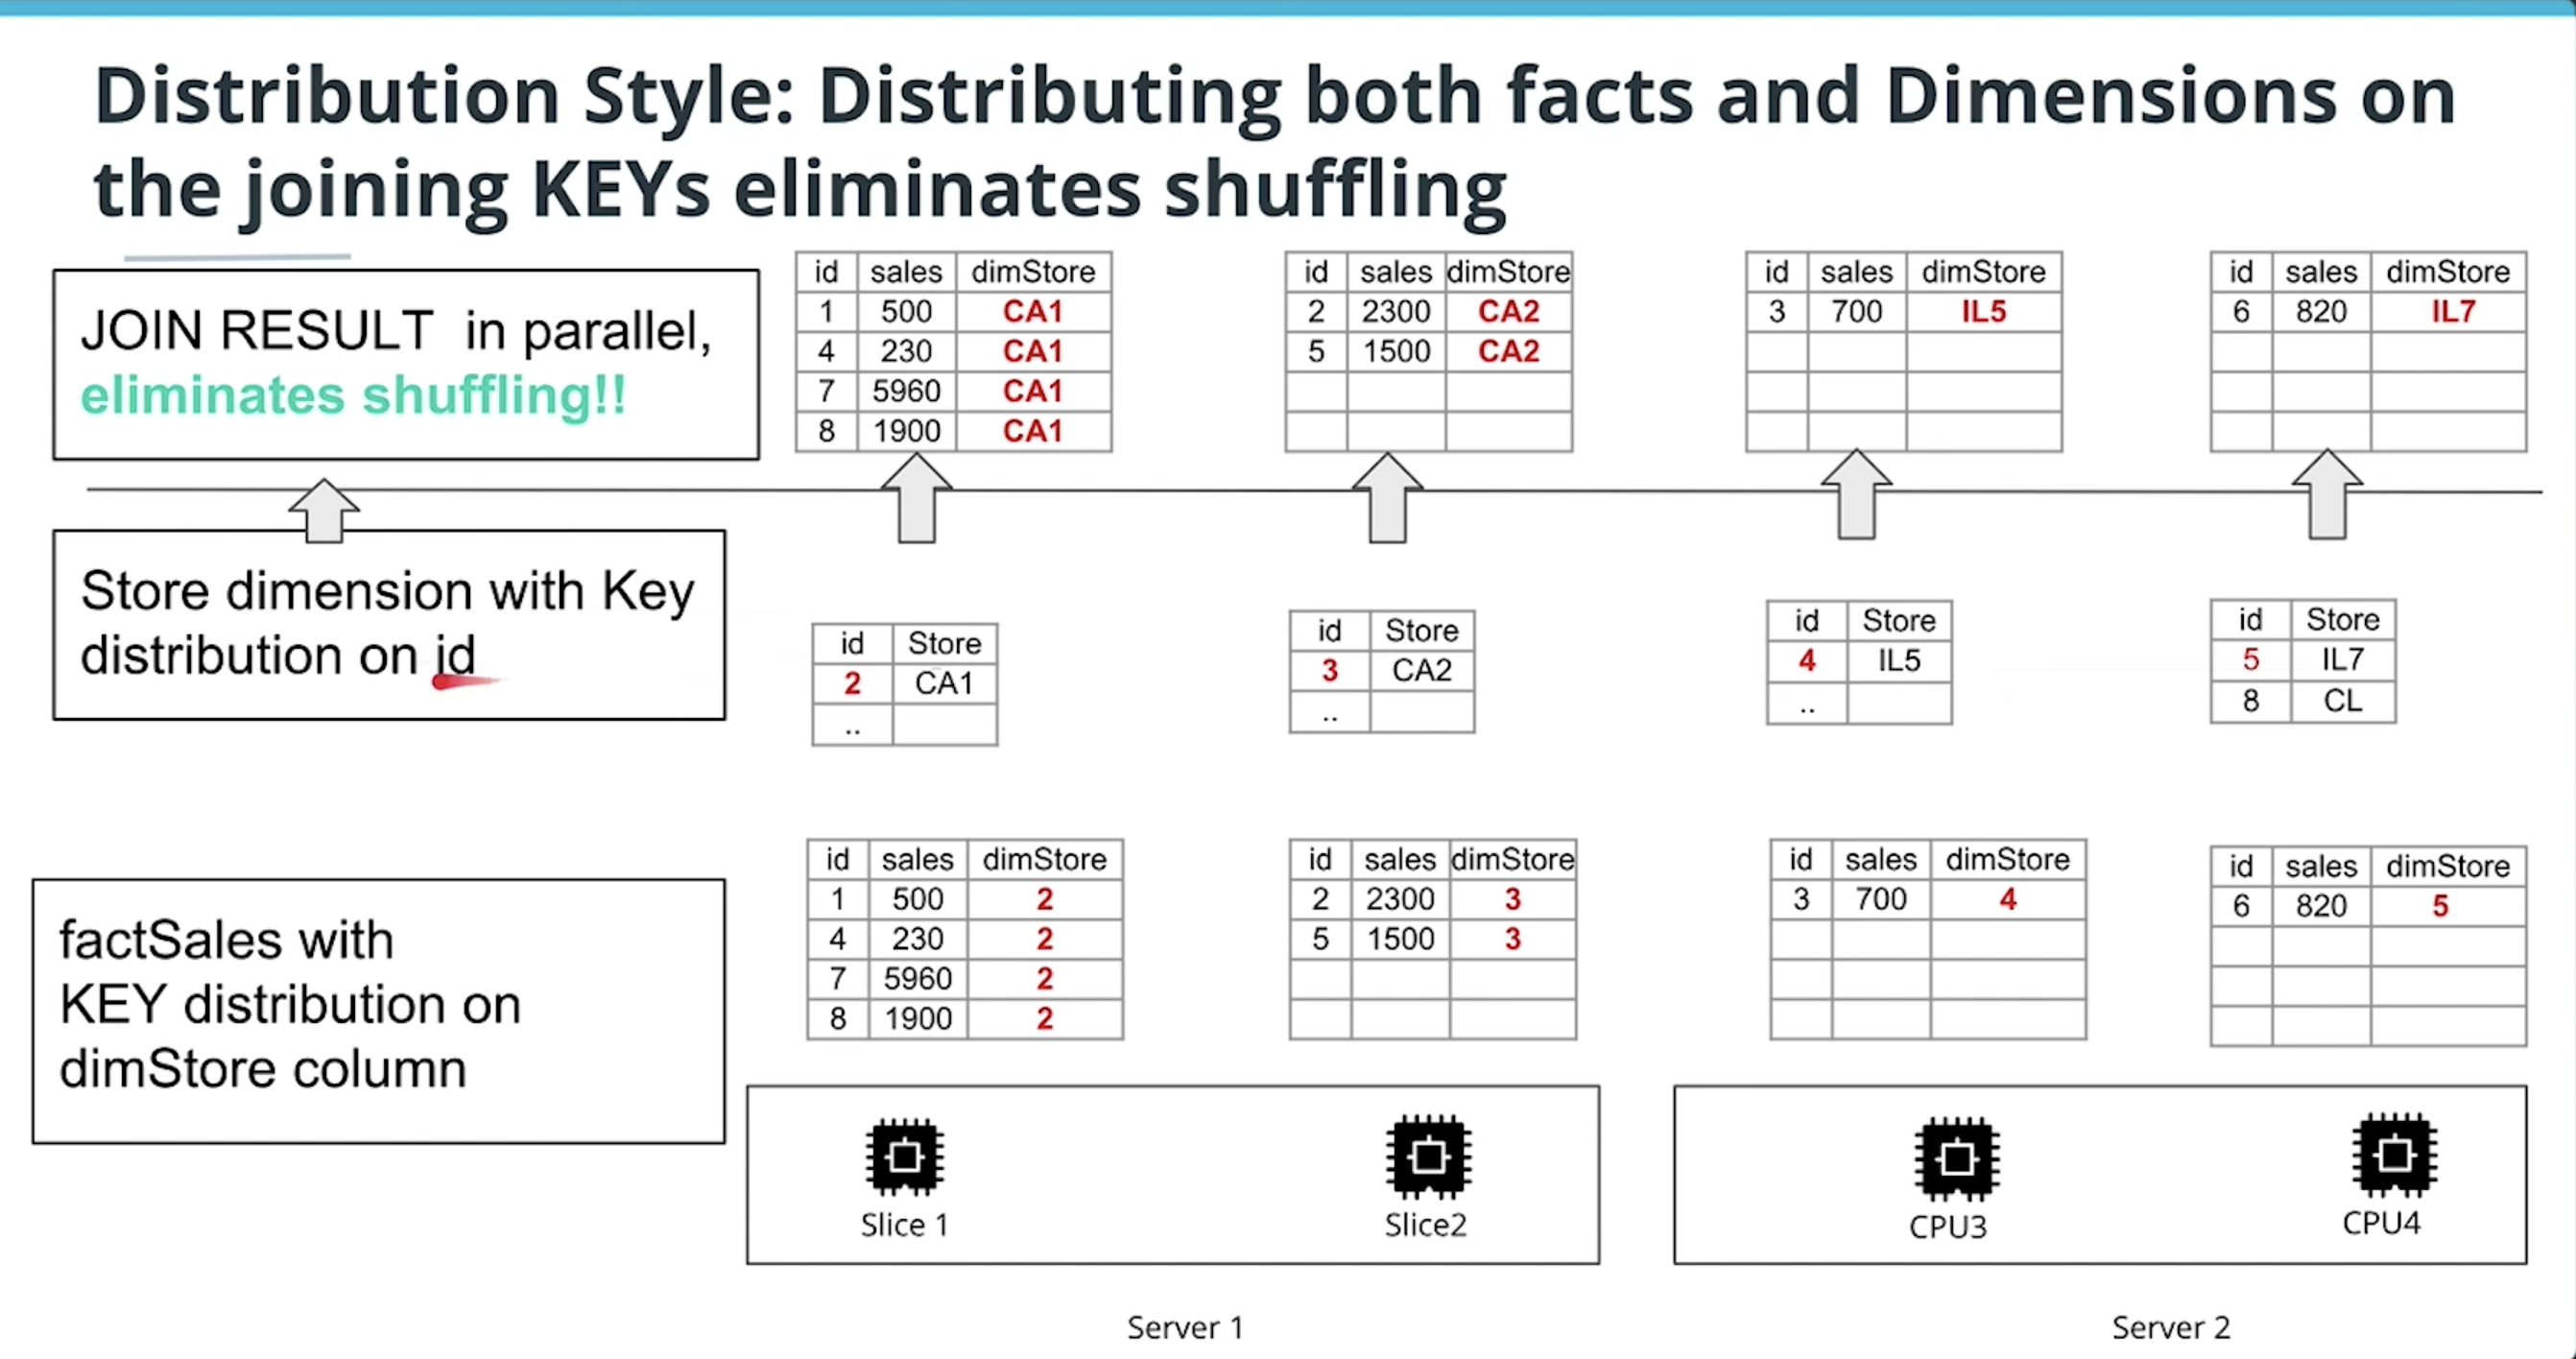 Distribution Style: Distributing both facts and Dimensions on
the joining KEYs eliminates shuffling
JOIN RESULT in parallel,
eliminates shuffling!!
id sales dimStore
1 500 CA1
4 230 CA1
7 5960 CA1
8 1900 CA1
id sales dimStore
2 2300 CA2
5 1500 CA2
id sales dimStore
3 700 IL5
id sales dimStore
6 820 IL7
Store dimension with Key
distribution on id
id Store
2 CA1
..
id Store
3 CA2
..
id Store
4 IL5
..
id Store
5 IL7
8 CL
factSales with
KEY distribution on
dimStore column
id sales dimStore
1 500 2
4 230 2
7 5960 2
8 1900 2
id sales dimStore
2 2300 3
5 1500 3
id sales dimStore
3 700 4
id sales dimStore
6 820 5
Slice 1
Slice2
CPU3
CPU4
Server 1
Server 2